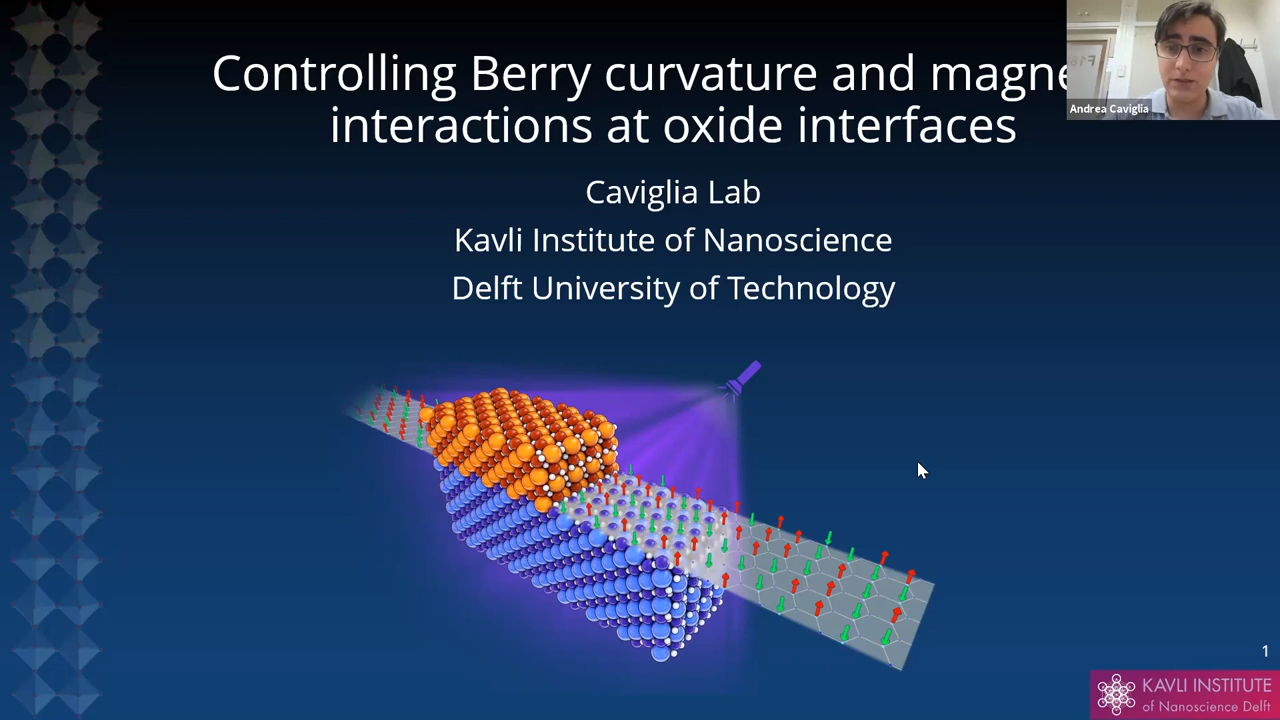 Controlling Berry curvature and magne
interactions at oxide interfaces
Caviglia Lab
Kavli Institute of Nanoscience
Delft University of Technology
Andrea Caviglia
1
KAVLI INSTITUTE
of Nanoscience Delft